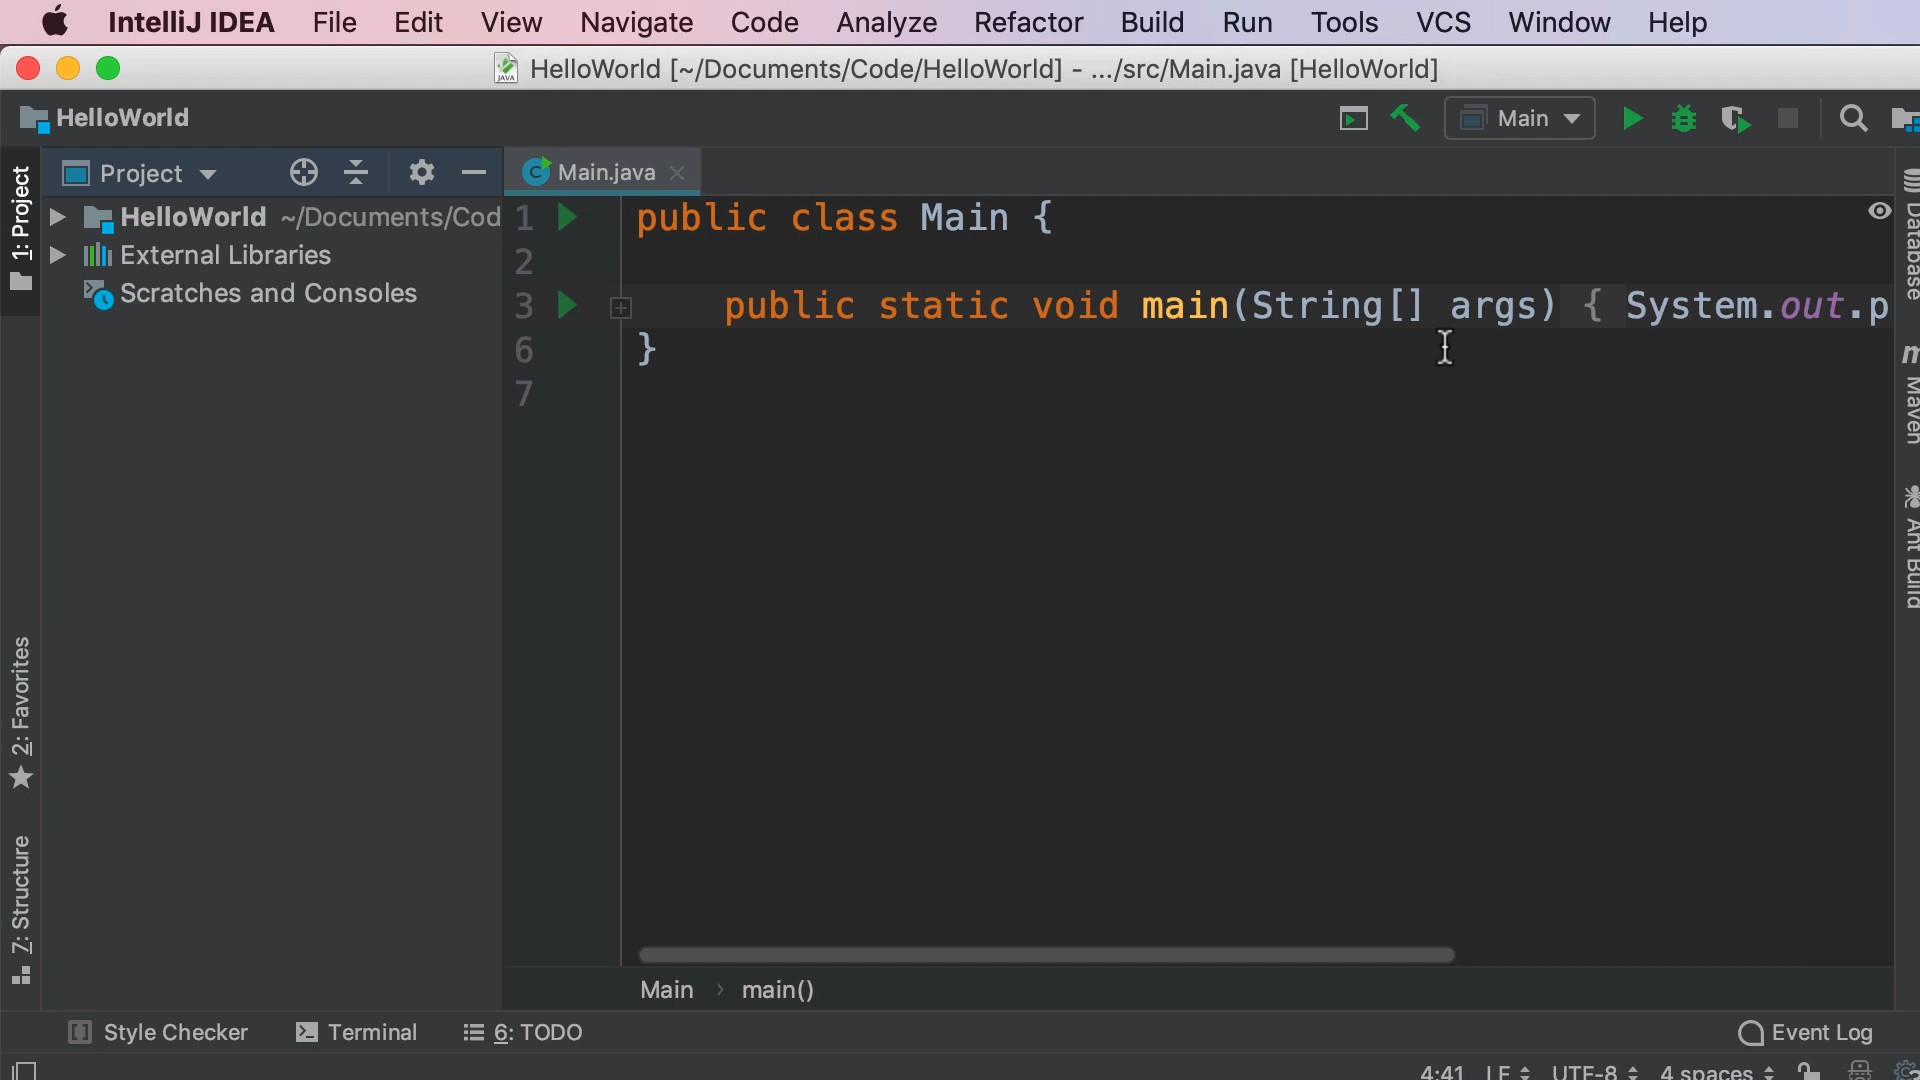 IntelliJ IDEA File Edit View Navigate Code Analyze Refactor Build Run Tools VCS Window Help
HelloWorld [~/Documents/Code/HelloWorld] - .../src/Main.java [HelloWorld]
HelloWorld
Main
1: Project
Project
Main.java
HelloWorld ~/Documents/Cod
External Libraries
Scratches and Consoles
1 public class Main {
2
3 public static void main(String[] args) { System.out.p
6 }
7
Database
Maven
Ant Build
2: Favorites
7: Structure
Main › main()
Style Checker Terminal 6: TODO Event Log
4:41 LF UTF-8 4 spaces